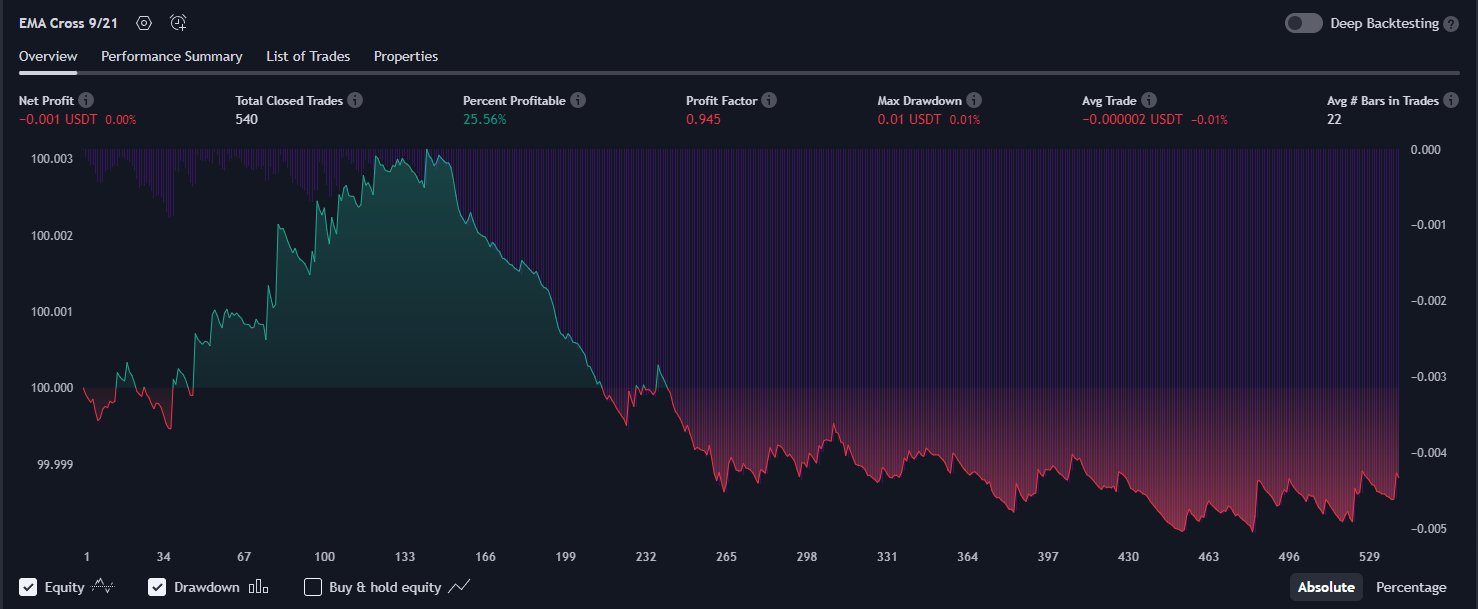 EMA Cross 9/21 Deep Backtesting ?
Overview Performance Summary List of Trades Properties
Net Profit Total Closed Trades Percent Profitable Profit Factor Max Drawdown Avg Trade Avg # Bars in Trades
−0.001 USDT 0.00% 540 25.56% 0.945 0.01 USDT 0.01% −0.000002 USDT −0.01% 22
100.003 0.000
−0.001
100.002
−0.002
100.001
−0.003
100.000
−0.004
99.999
−0.005
1 34 67 100 133 166 199 232 265 298 331 364 397 430 463 496 529
Equity Drawdown Buy & hold equity Absolute Percentage